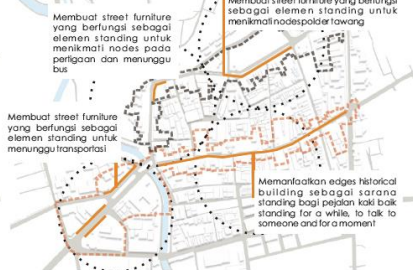 Membuat street furniture
yang berfungsi sebagai
elemen standing untuk
menikmati nodes pada
pertigaan dan menunggu
bus
Membuat street furniture yang berfungsi
sebagai elemen standing untuk
menikmati nodes polder tawang
Membuat street furniture
yang berfungsi sebagai
elemen standing untuk
menunggu transportasi
Memanfaatkan edges historical
building sebagai sarana
standing bagi pejalan kaki baik
standing for a while, to talk to
someone and for a moment